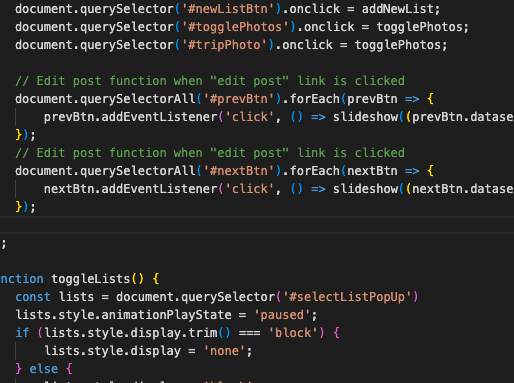 document.querySelector('#newListBtn').onclick = addNewList;
document.querySelector('#togglePhotos').onclick = togglePhotos;
document.querySelector('#tripPhoto').onclick = togglePhotos;
// Edit post function when "edit post" link is clicked
document.querySelectorAll('#prevBtn').forEach(prevBtn => {
prevBtn.addEventListener('click', () => slideshow((prevBtn.datase
});
// Edit post function when "edit post" link is clicked
document.querySelectorAll('#nextBtn').forEach(nextBtn => {
nextBtn.addEventListener('click', () => slideshow((nextBtn.datase
});
;
nction toggleLists() {
const lists = document.querySelector('#selectListPopUp')
lists.style.animationPlayState = 'paused';
if (lists.style.display.trim() === 'block') {
lists.style.display = 'none';
} else {